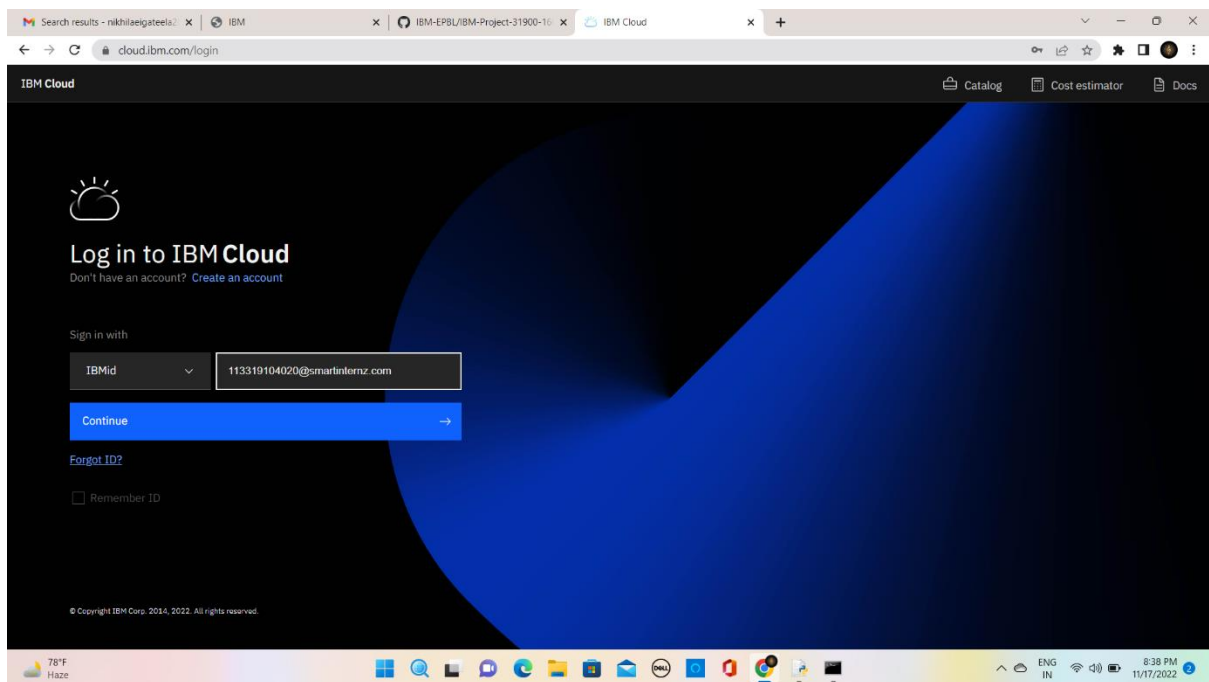 Search results - nikhilaeigateela2
IBM
IBM-EPBL/IBM-Project-31900-16
IBM Cloud
cloud.ibm.com/login
IBM Cloud
Catalog
Cost estimator
Docs
Log in to IBM Cloud
Don't have an account? Create an account
Sign in with
IBMid
113319104020@smartinternz.com
Continue
Forgot ID?
Remember ID
© Copyright IBM Corp. 2014, 2022. All rights reserved.
78°F
Haze
DELL
ENG
IN
8:38 PM
11/17/2022
2